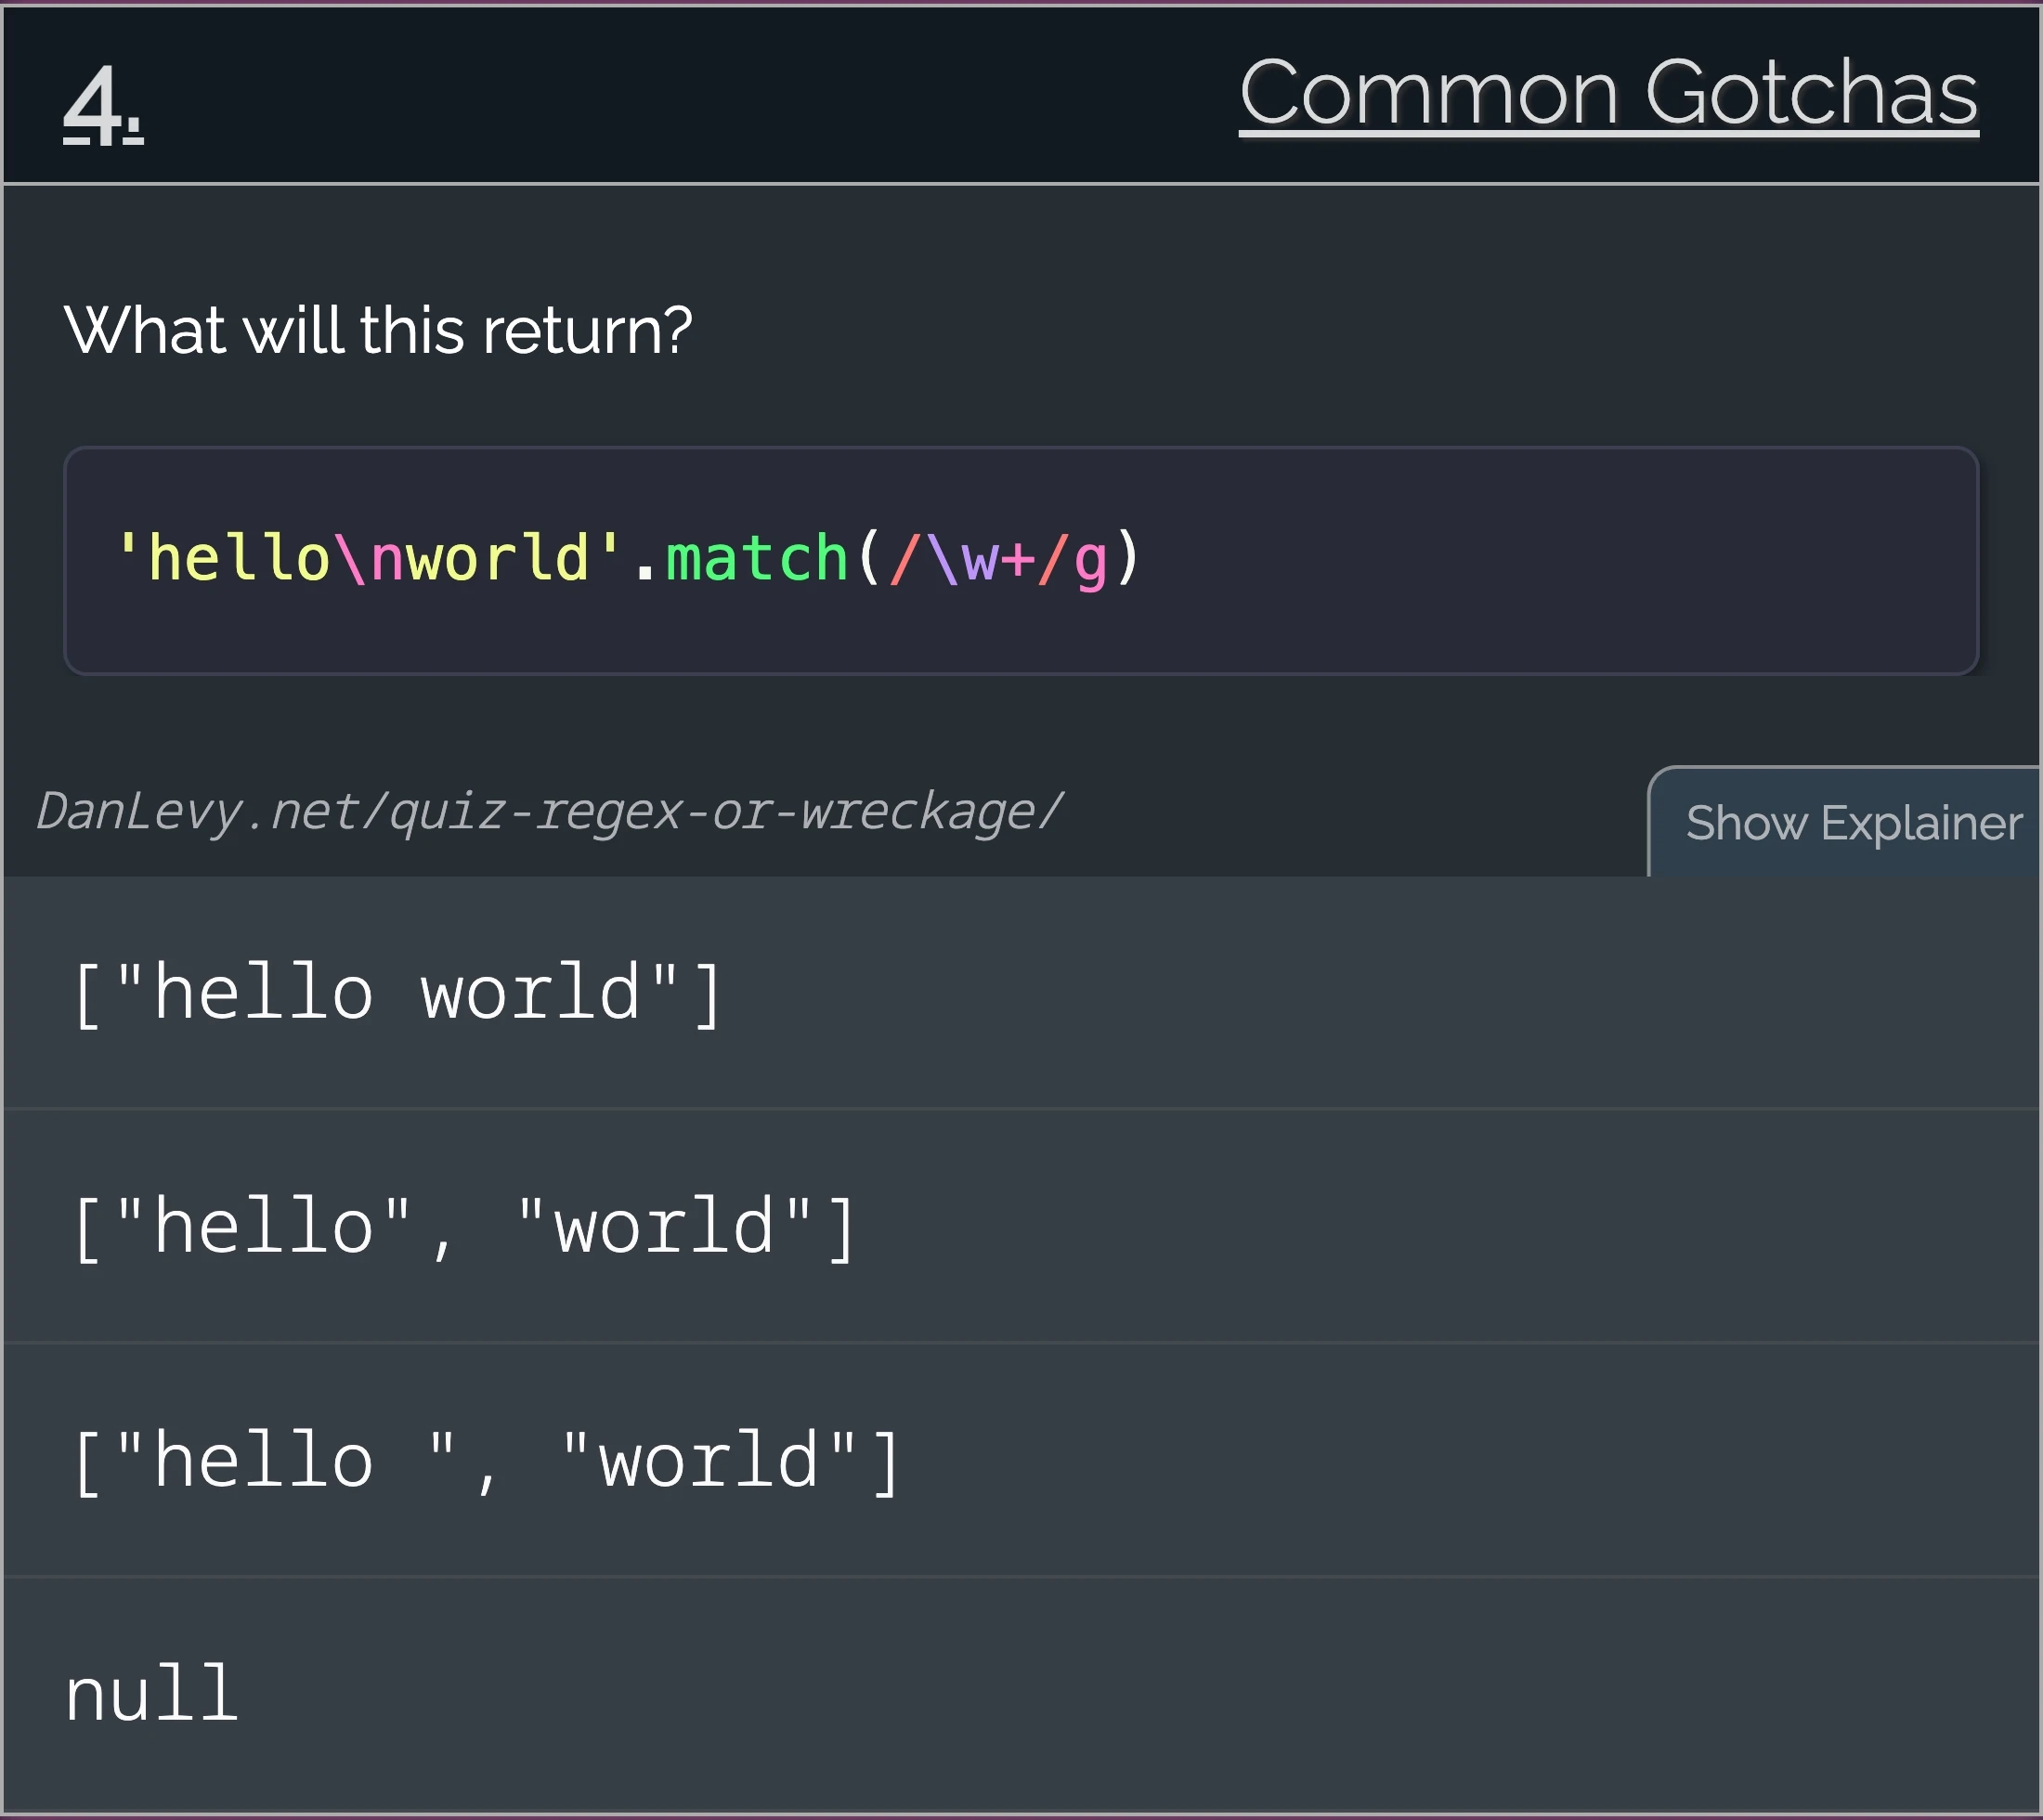 4.
Common Gotchas
What will this return?
'hello\nworld'.match(/\w+/g)
DanLevy.net/quiz-regex-or-wreckage/
Show Explainer
["hello world"]
["hello", "world"]
["hello ", "world"]
null